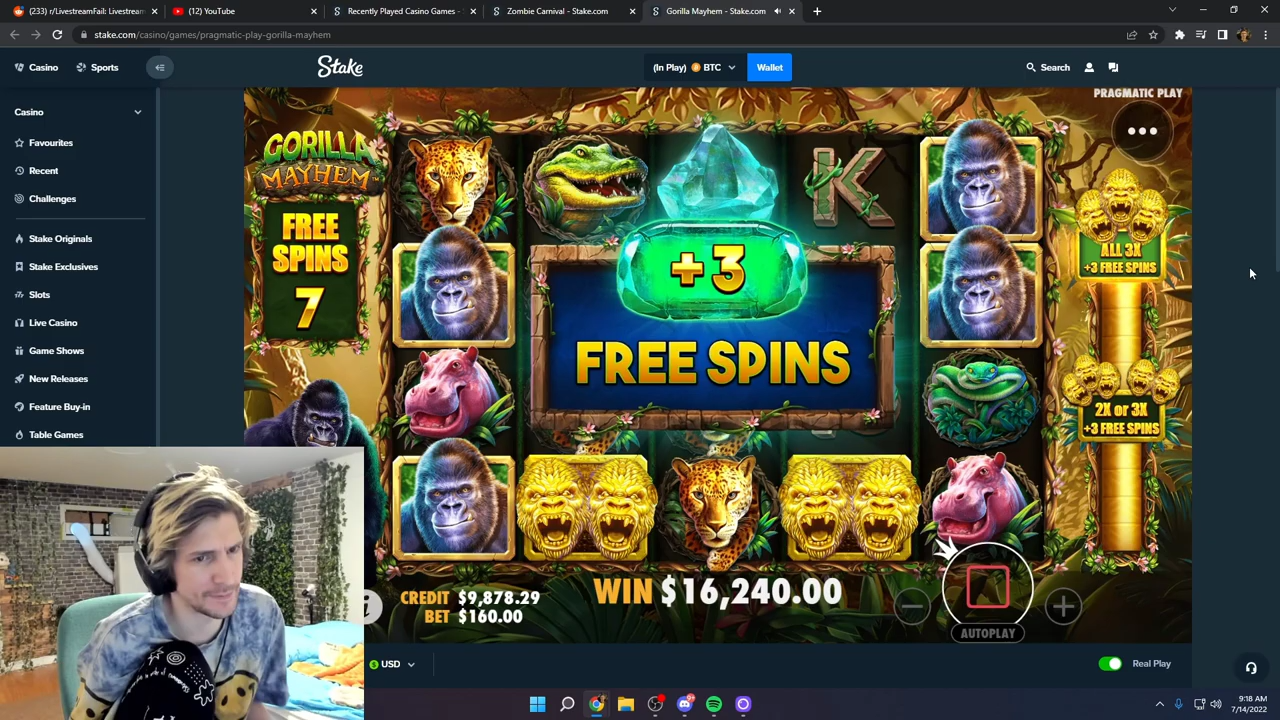 (233) r/LivestreamFail: Livestream
(12) YouTube
Recently Played Casino Games -
Zombie Carnival - Stake.com
Gorilla Mayhem - Stake.com
stake.com/casino/games/pragmatic-play-gorilla-mayhem
Casino
Sports
Stake
(In Play)
BTC
Wallet
Search
Casino
Favourites
Recent
Challenges
Stake Originals
Stake Exclusives
Slots
Live Casino
Game Shows
New Releases
Feature Buy-in
Table Games
PRAGMATIC PLAY
GORILLA
MAYHEM™
FREE
SPINS
7
K
+3
FREE SPINS
ALL 3X
+3 FREE SPINS
2X or 3X
+3 FREE SPINS
CREDIT $9,878.29
BET $160.00
WIN $16,240.00
AUTOPLAY
USD
Real Play
9:18 AM
7/14/2022